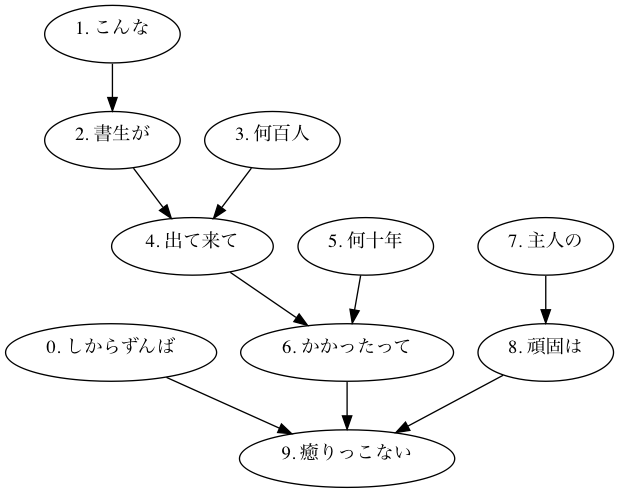 1. こんな
2. 書生が
3. 何百人
4. 出て来て
5. 何十年
7. 主人の
0. しからずんば
6. かかったって
8. 頑固は
9. 癒りっこない